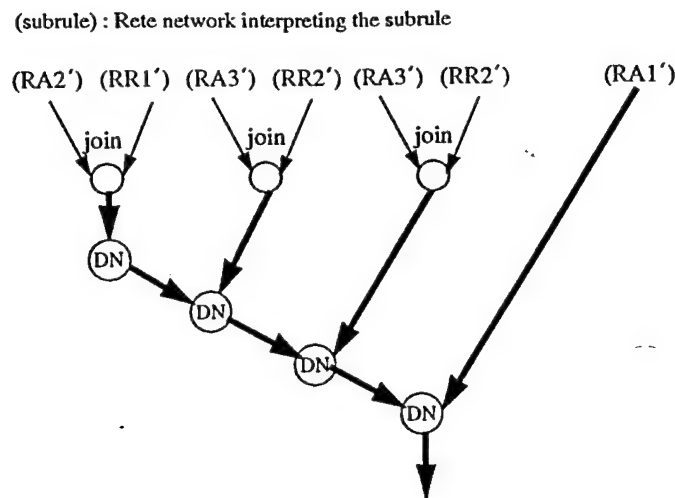 (subrule) : Rete network interpreting the subrule
(RA2′) (RR1′) (RA3′) (RR2′) (RA3′) (RR2′) (RA1′)
join join join
DN
DN
DN
DN